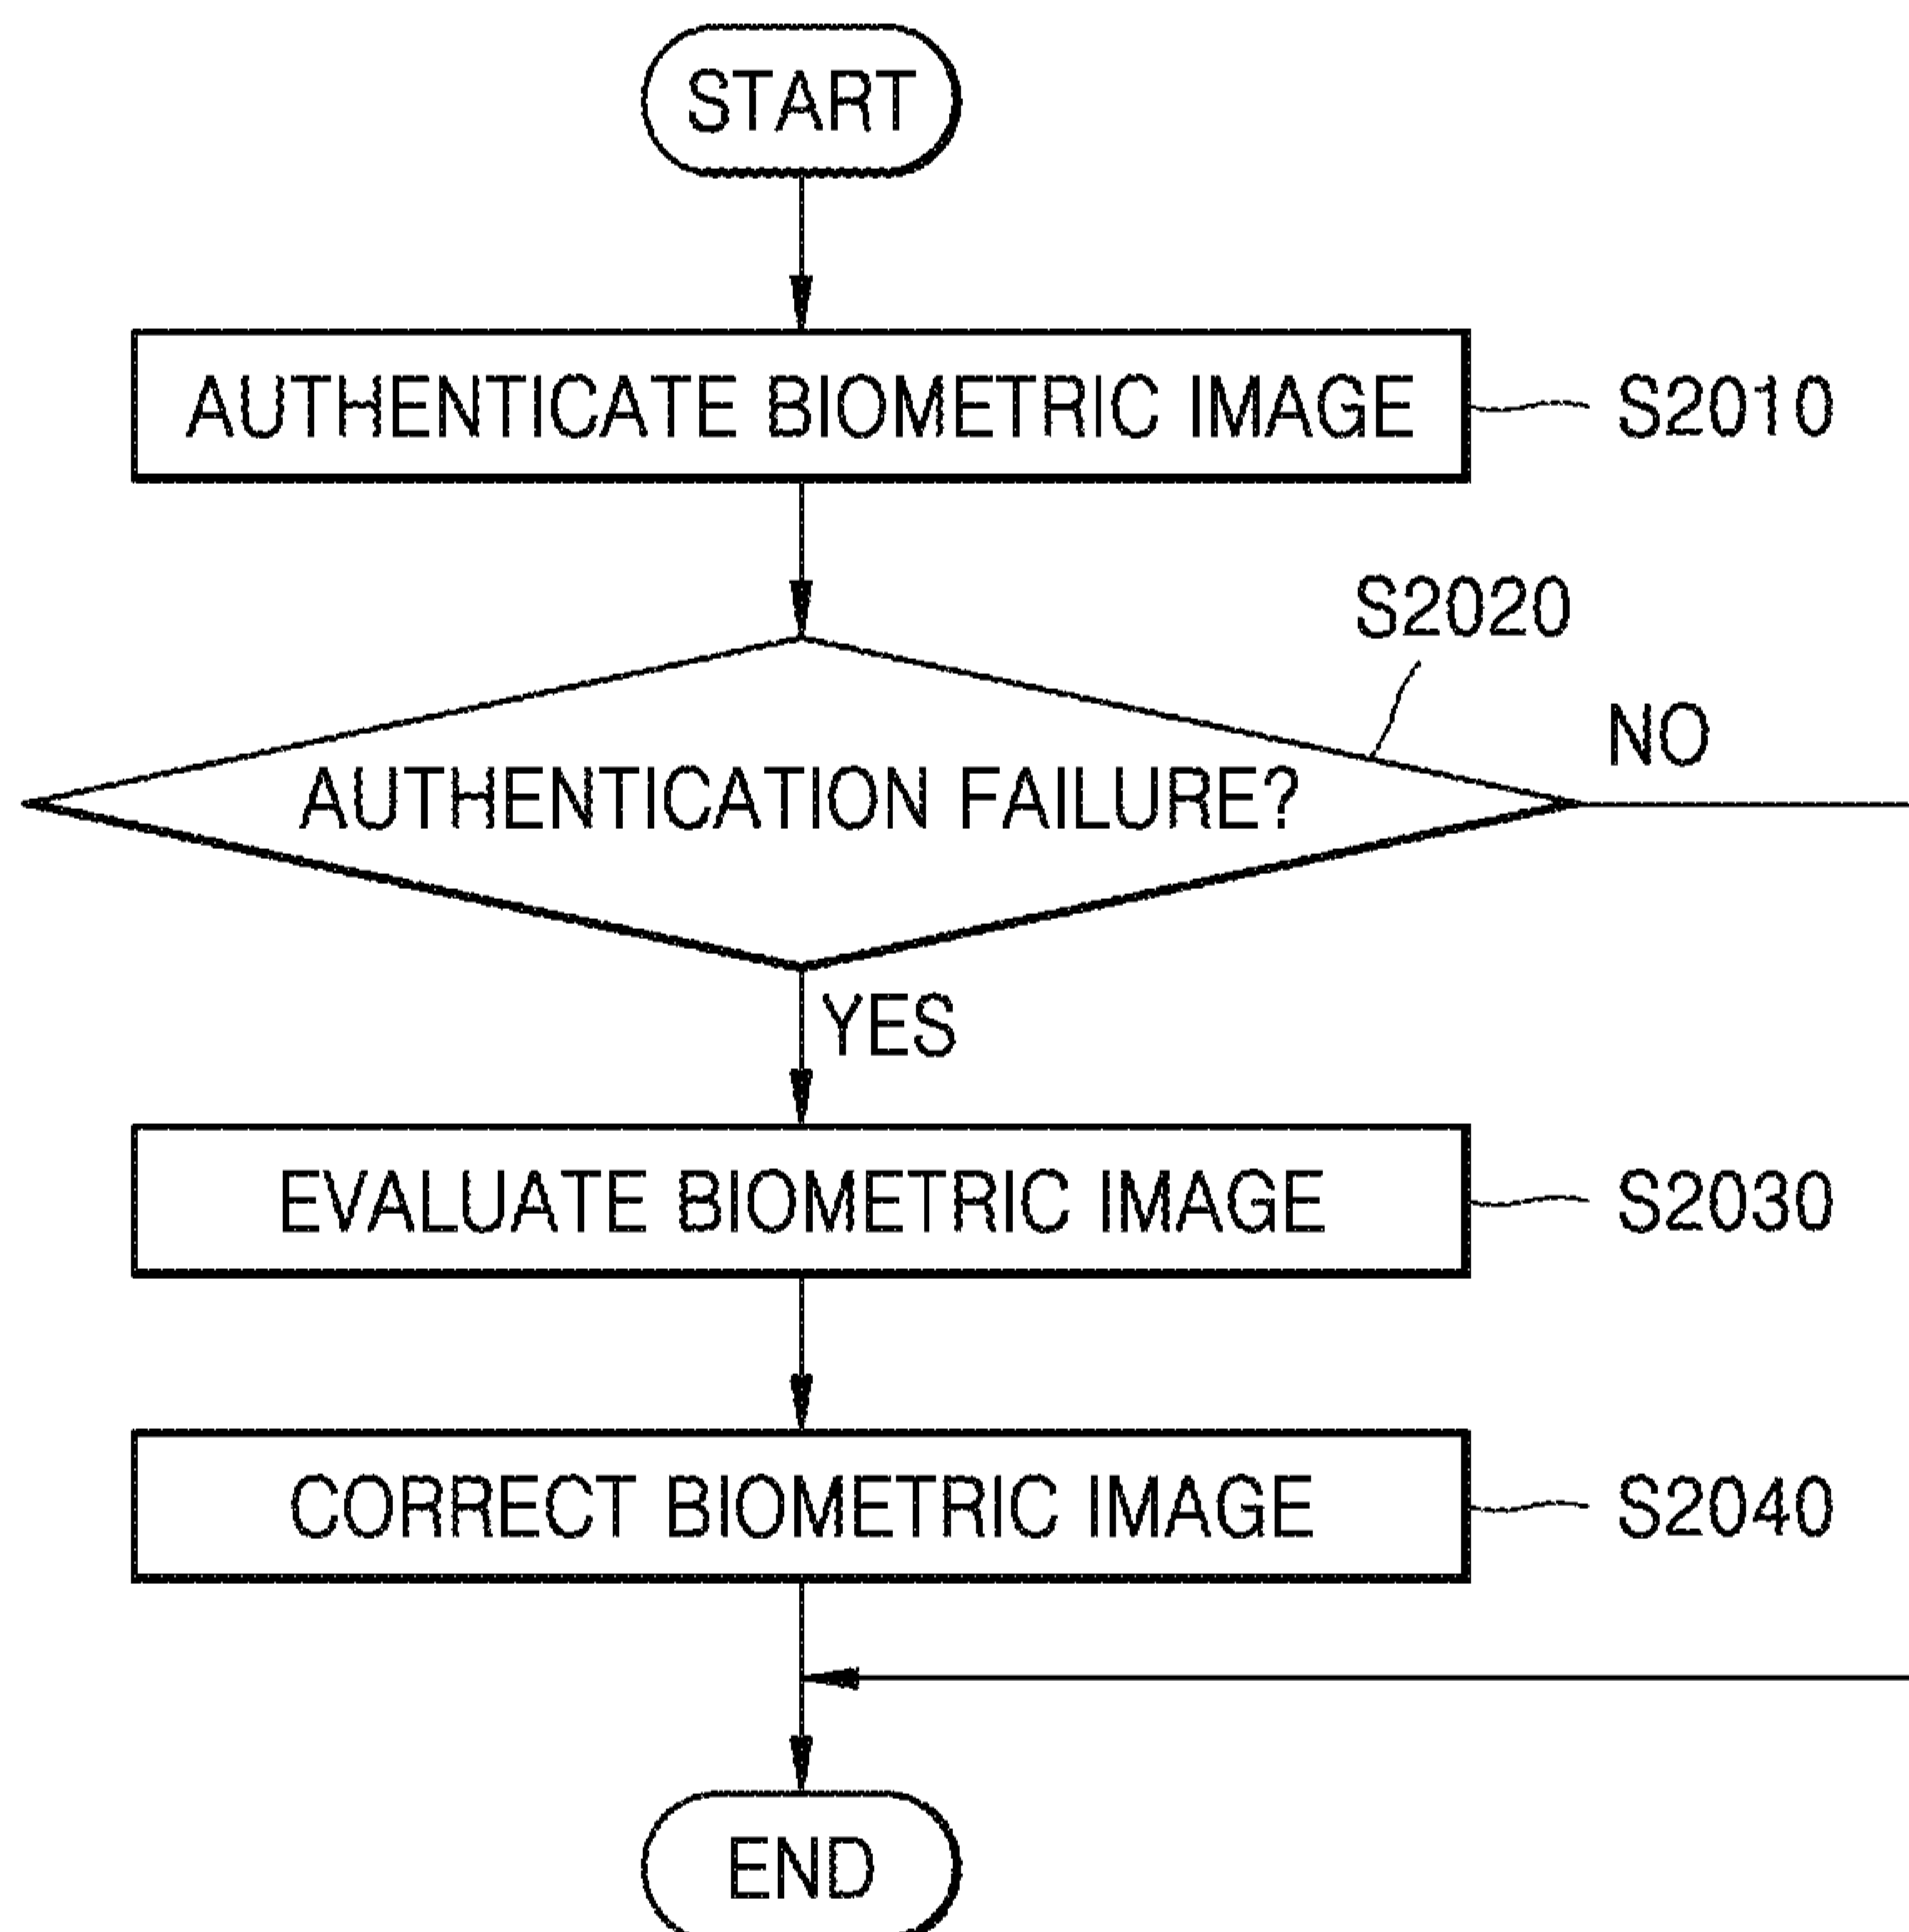 START
AUTHENTICATE BIOMETRIC IMAGE
S2010
S2020
NO
AUTHENTICATION FAILURE?
YES
EVALUATE BIOMETRIC IMAGE
S2030
CORRECT BIOMETRIC IMAGE
S2040
END